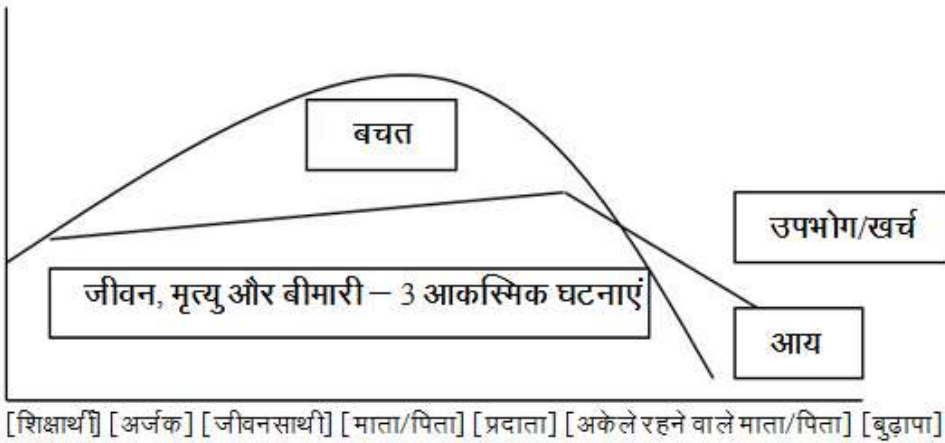 बचत
उपभोग/खर्च
जीवन, मृत्यु और बीमारी – 3 आकस्मिक घटनाएं
आय
[शिक्षार्थी] [अर्जक] [जीवनसाथी] [माता/पिता] [प्रदाता] [अकेले रहने वाले माता/पिता] [बुढ़ापा]